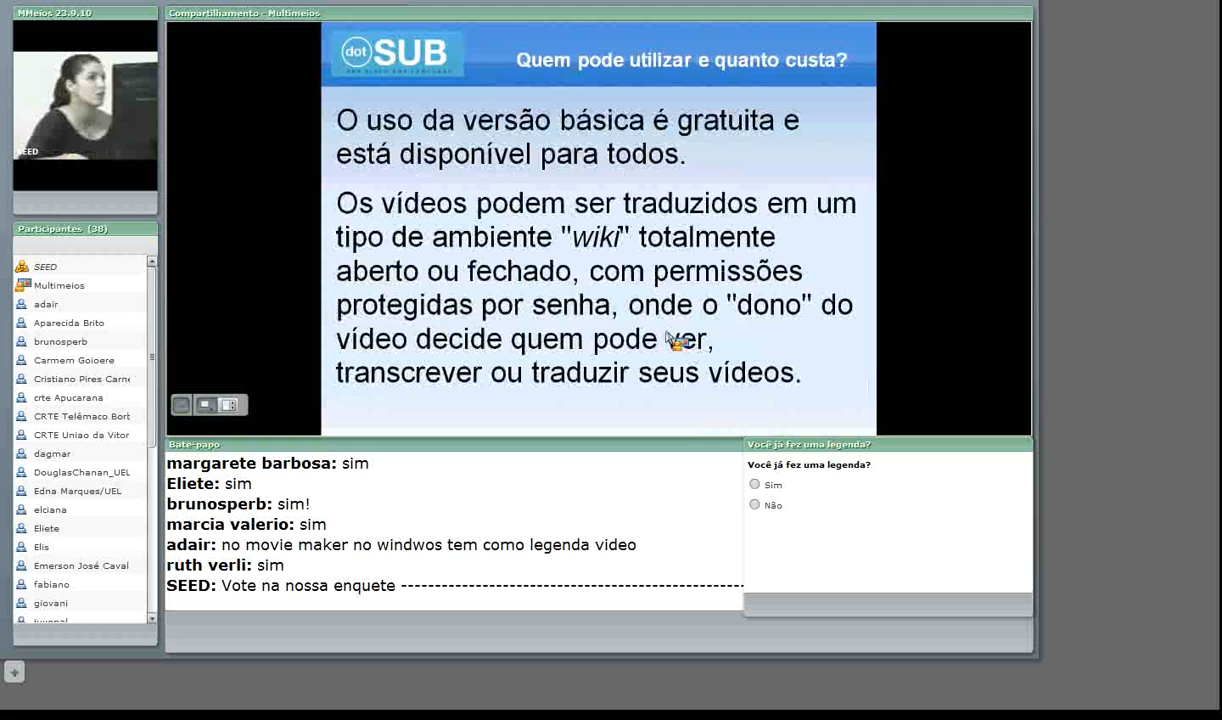 MMeios 23.9.10
SEED
Participantes (38)
SEED
Multimeios
adair
Aparecida Brito
brunosperb
Carmem Goioere
Cristiano Pires Carne
crte Apucarana
CRTE Telêmaco Borb
CRTE Uniao da Vitor
dagmar
DouglasChanan_UEL
Edna Marques/UEL
elciana
Eliete
Elis
Emerson José Caval
fabiano
giovani
juvenal
Compartilhamento - Multimeios
dot SUB
Quem pode utilizar e quanto custa?
O uso da versão básica é gratuita e
está disponível para todos.
Os vídeos podem ser traduzidos em um
tipo de ambiente "wiki" totalmente
aberto ou fechado, com permissões
protegidas por senha, onde o "dono" do
vídeo decide quem pode ver,
transcrever ou traduzir seus vídeos.
Bate-papo
margarete barbosa: sim
Eliete: sim
brunosperb: sim!
marcia valerio: sim
adair: no movie maker no windwos tem como legenda video
ruth verli: sim
SEED: Vote na nossa enquete -----------------------------------------
Você já fez uma legenda?
Você já fez uma legenda?
Sim
Não